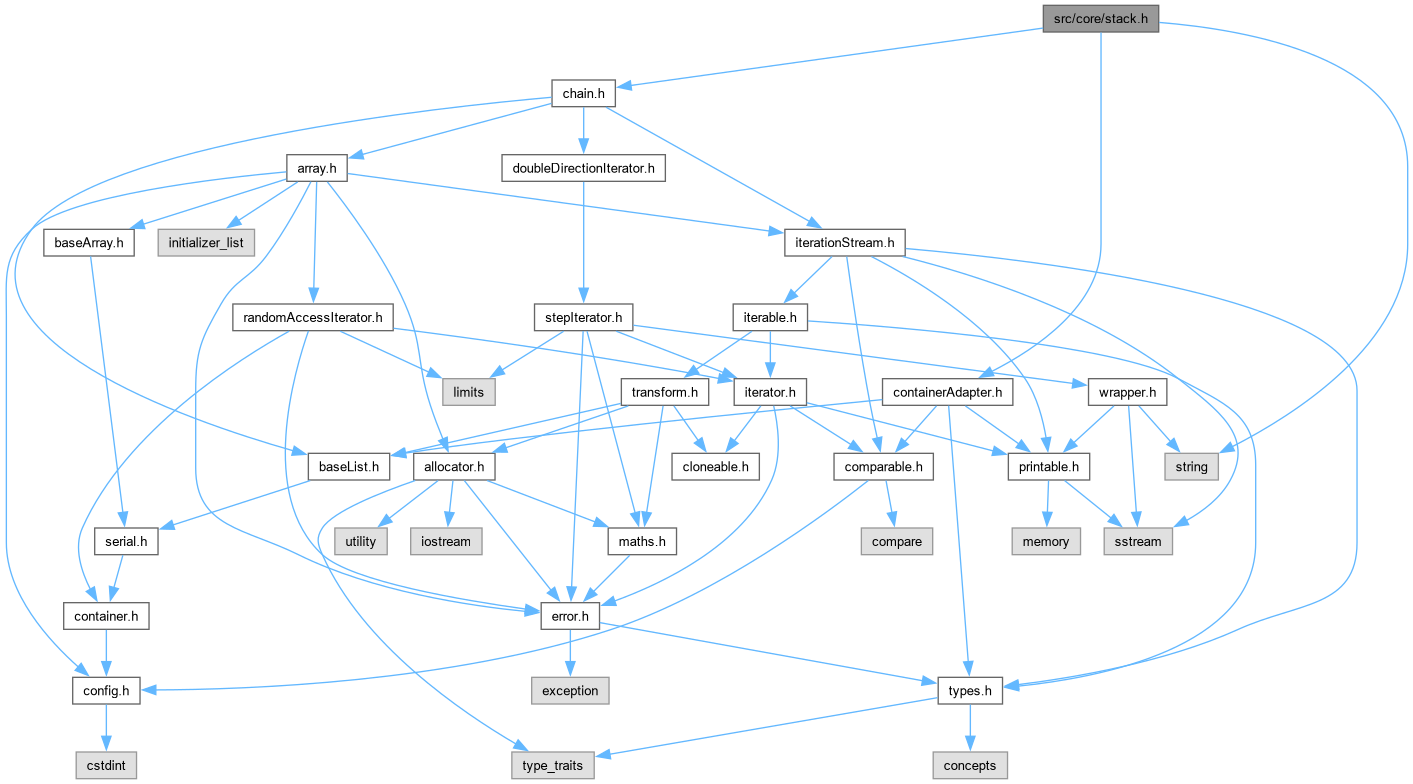 src/core/stack.h
chain.h
array.h
doubleDirectionIterator.h
baseArray.h
initializer_list
iterationStream.h
randomAccessIterator.h
stepIterator.h
iterable.h
limits
transform.h
iterator.h
containerAdapter.h
wrapper.h
baseList.h
allocator.h
cloneable.h
comparable.h
printable.h
string
serial.h
utility
iostream
maths.h
compare
memory
sstream
container.h
error.h
config.h
exception
types.h
cstdint
type_traits
concepts